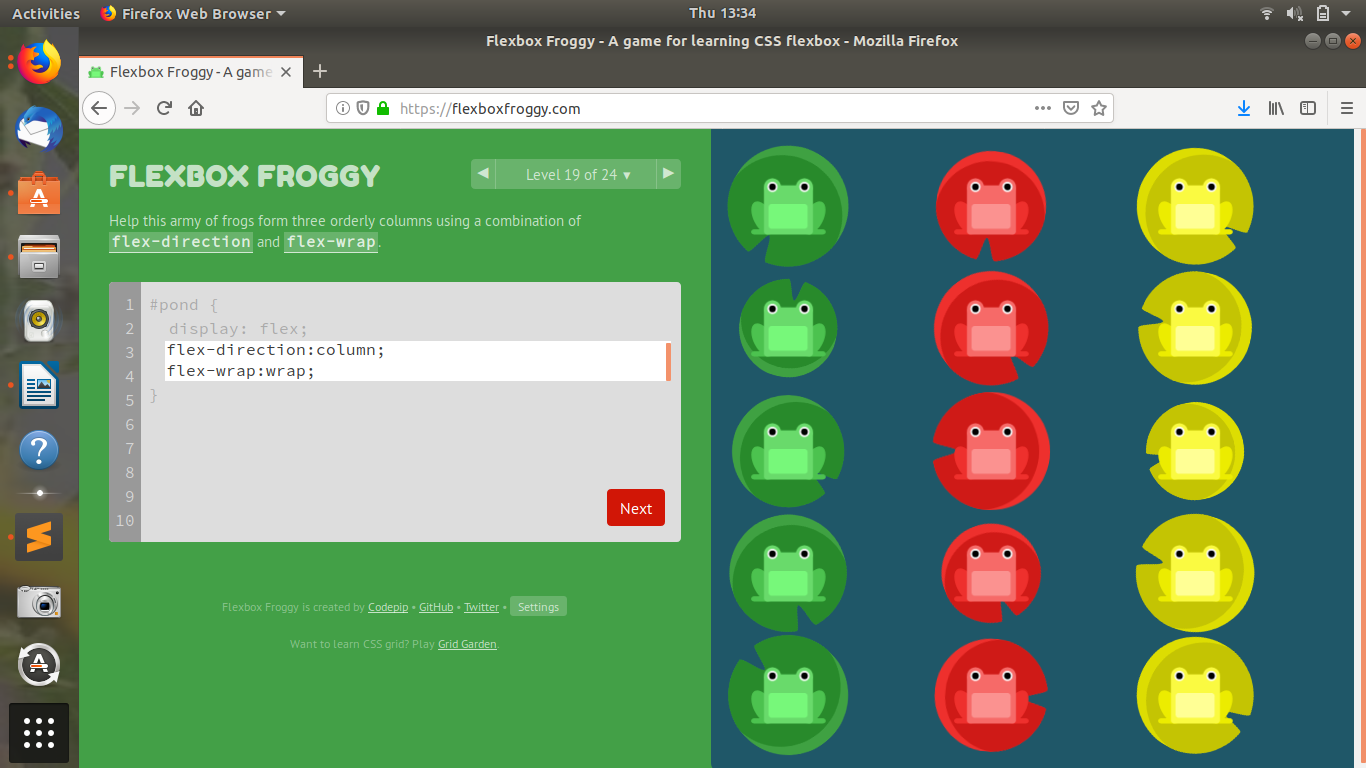 Activities Firefox Web Browser Thu 13:34
Flexbox Froggy - A game for learning CSS flexbox - Mozilla Firefox
Flexbox Froggy - A game
https://flexboxfroggy.com
FLEXBOX FROGGY
Level 19 of 24
Help this army of frogs form three orderly columns using a combination of
flex-direction and flex-wrap.
1 #pond {
2 display: flex;
3 flex-direction:column;
4 flex-wrap:wrap;
5 }
6
7
8
9
10
Next
Flexbox Froggy is created by Codepip • GitHub • Twitter • Settings
Want to learn CSS grid? Play Grid Garden.